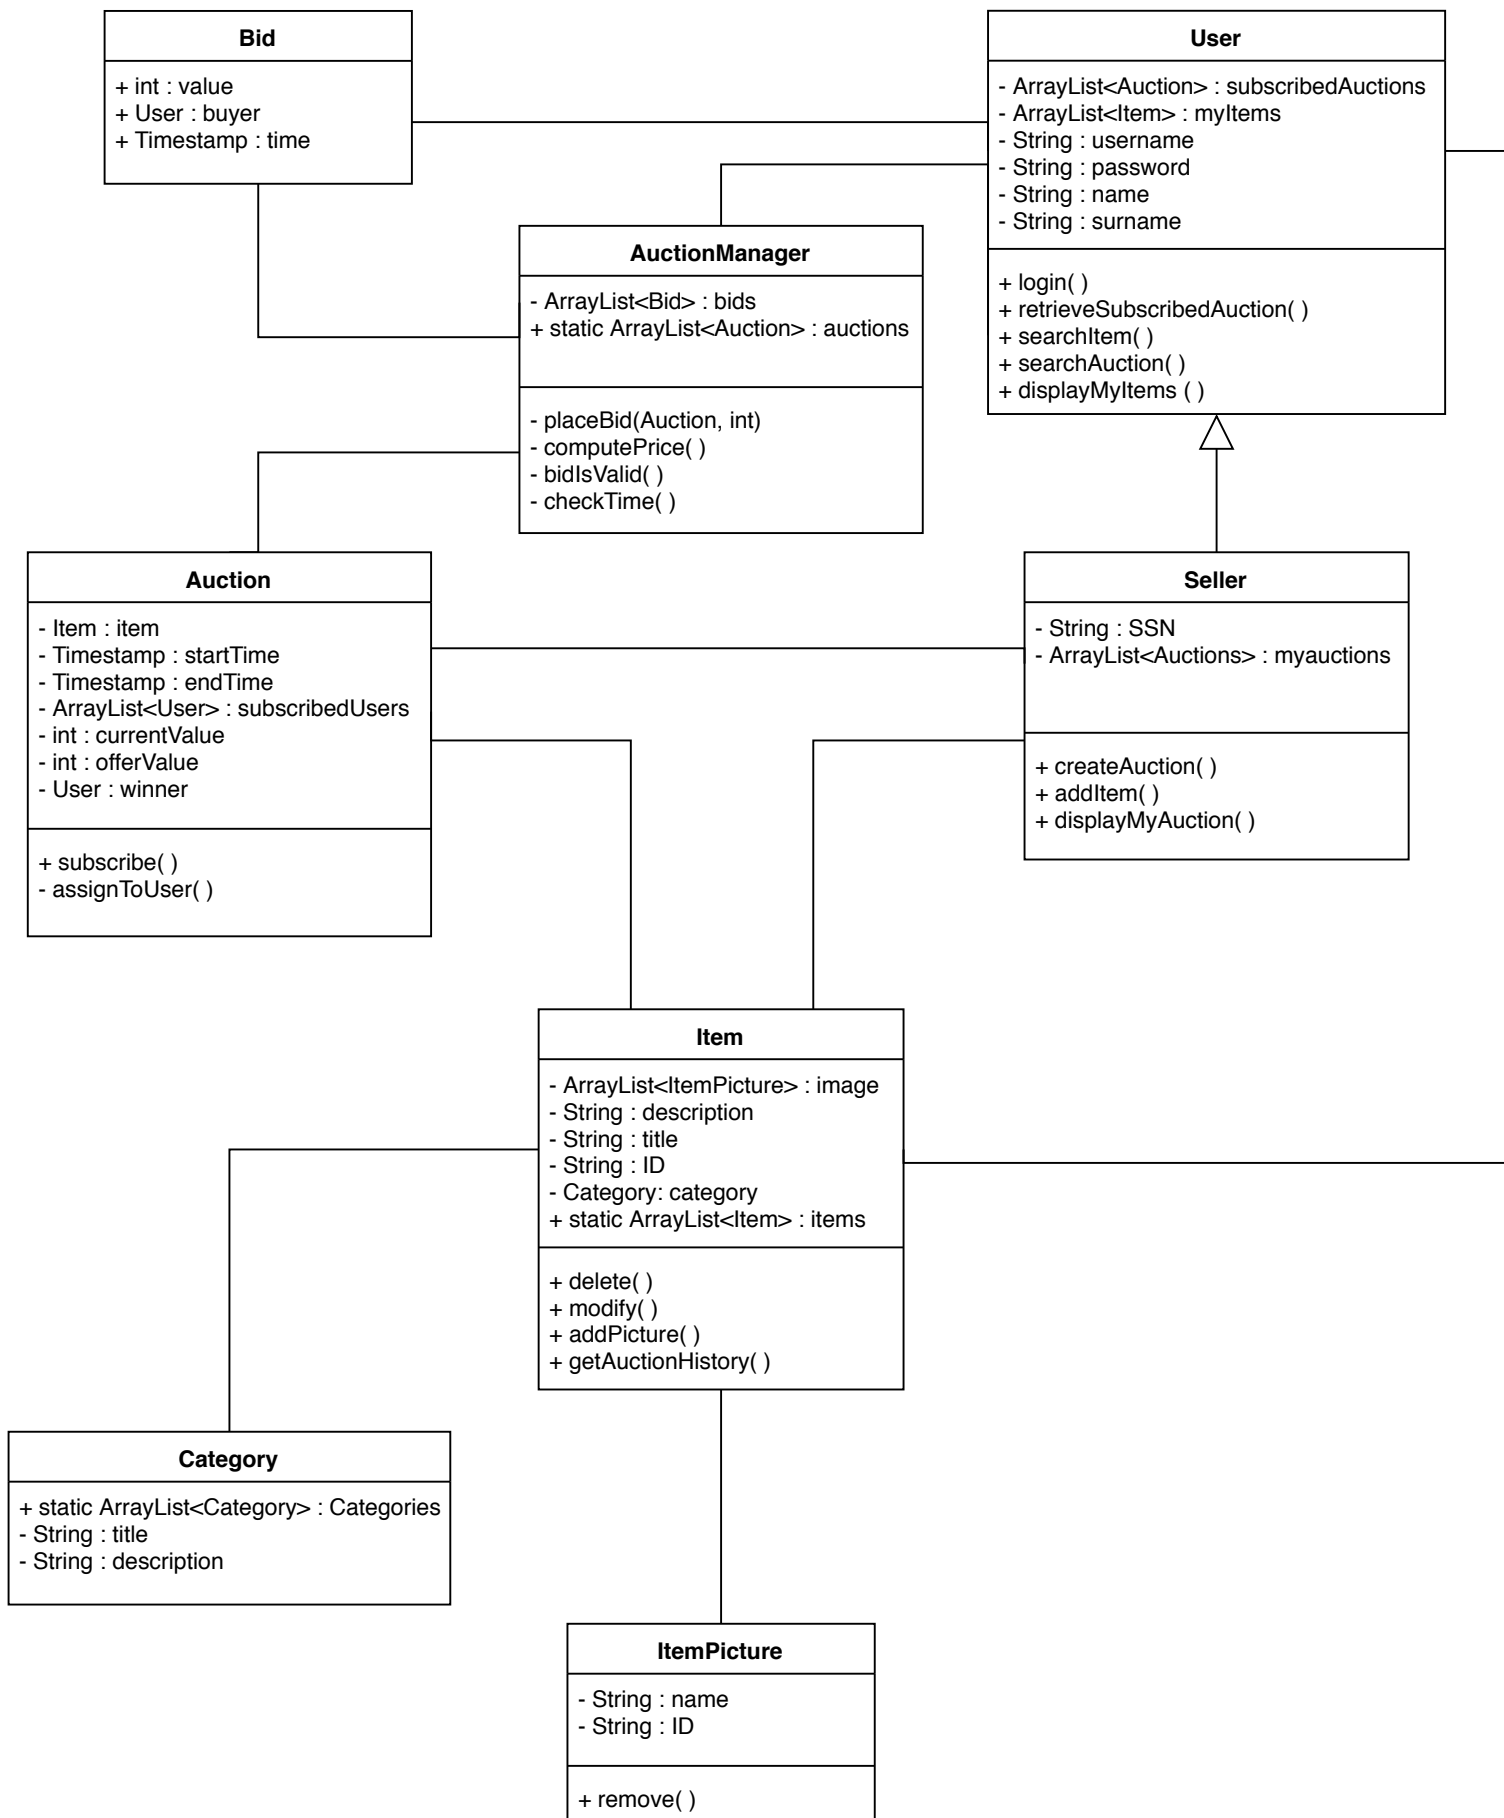 Bid
+ int : value
+ User : buyer
+ Timestamp : time
User
- ArrayList<Auction> : subscribedAuctions
- ArrayList<Item> : myItems
- String : username
- String : password
- String : name
- String : surname
+ login( )
+ retrieveSubscribedAuction( )
+ searchItem( )
+ searchAuction( )
+ displayMyItems ( )
AuctionManager
- ArrayList<Bid> : bids
+ static ArrayList<Auction> : auctions
- placeBid(Auction, int)
- computePrice( )
- bidIsValid( )
- checkTime( )
Auction
- Item : item
- Timestamp : startTime
- Timestamp : endTime
- ArrayList<User> : subscribedUsers
- int : currentValue
- int : offerValue
- User : winner
+ subscribe( )
- assignToUser( )
Seller
- String : SSN
- ArrayList<Auctions> : myauctions
+ createAuction( )
+ addItem( )
+ displayMyAuction( )
Item
- ArrayList<ItemPicture> : image
- String : description
- String : title
- String : ID
- Category: category
+ static ArrayList<Item> : items
+ delete( )
+ modify( )
+ addPicture( )
+ getAuctionHistory( )
Category
+ static ArrayList<Category> : Categories
- String : title
- String : description
ItemPicture
- String : name
- String : ID
+ remove( )